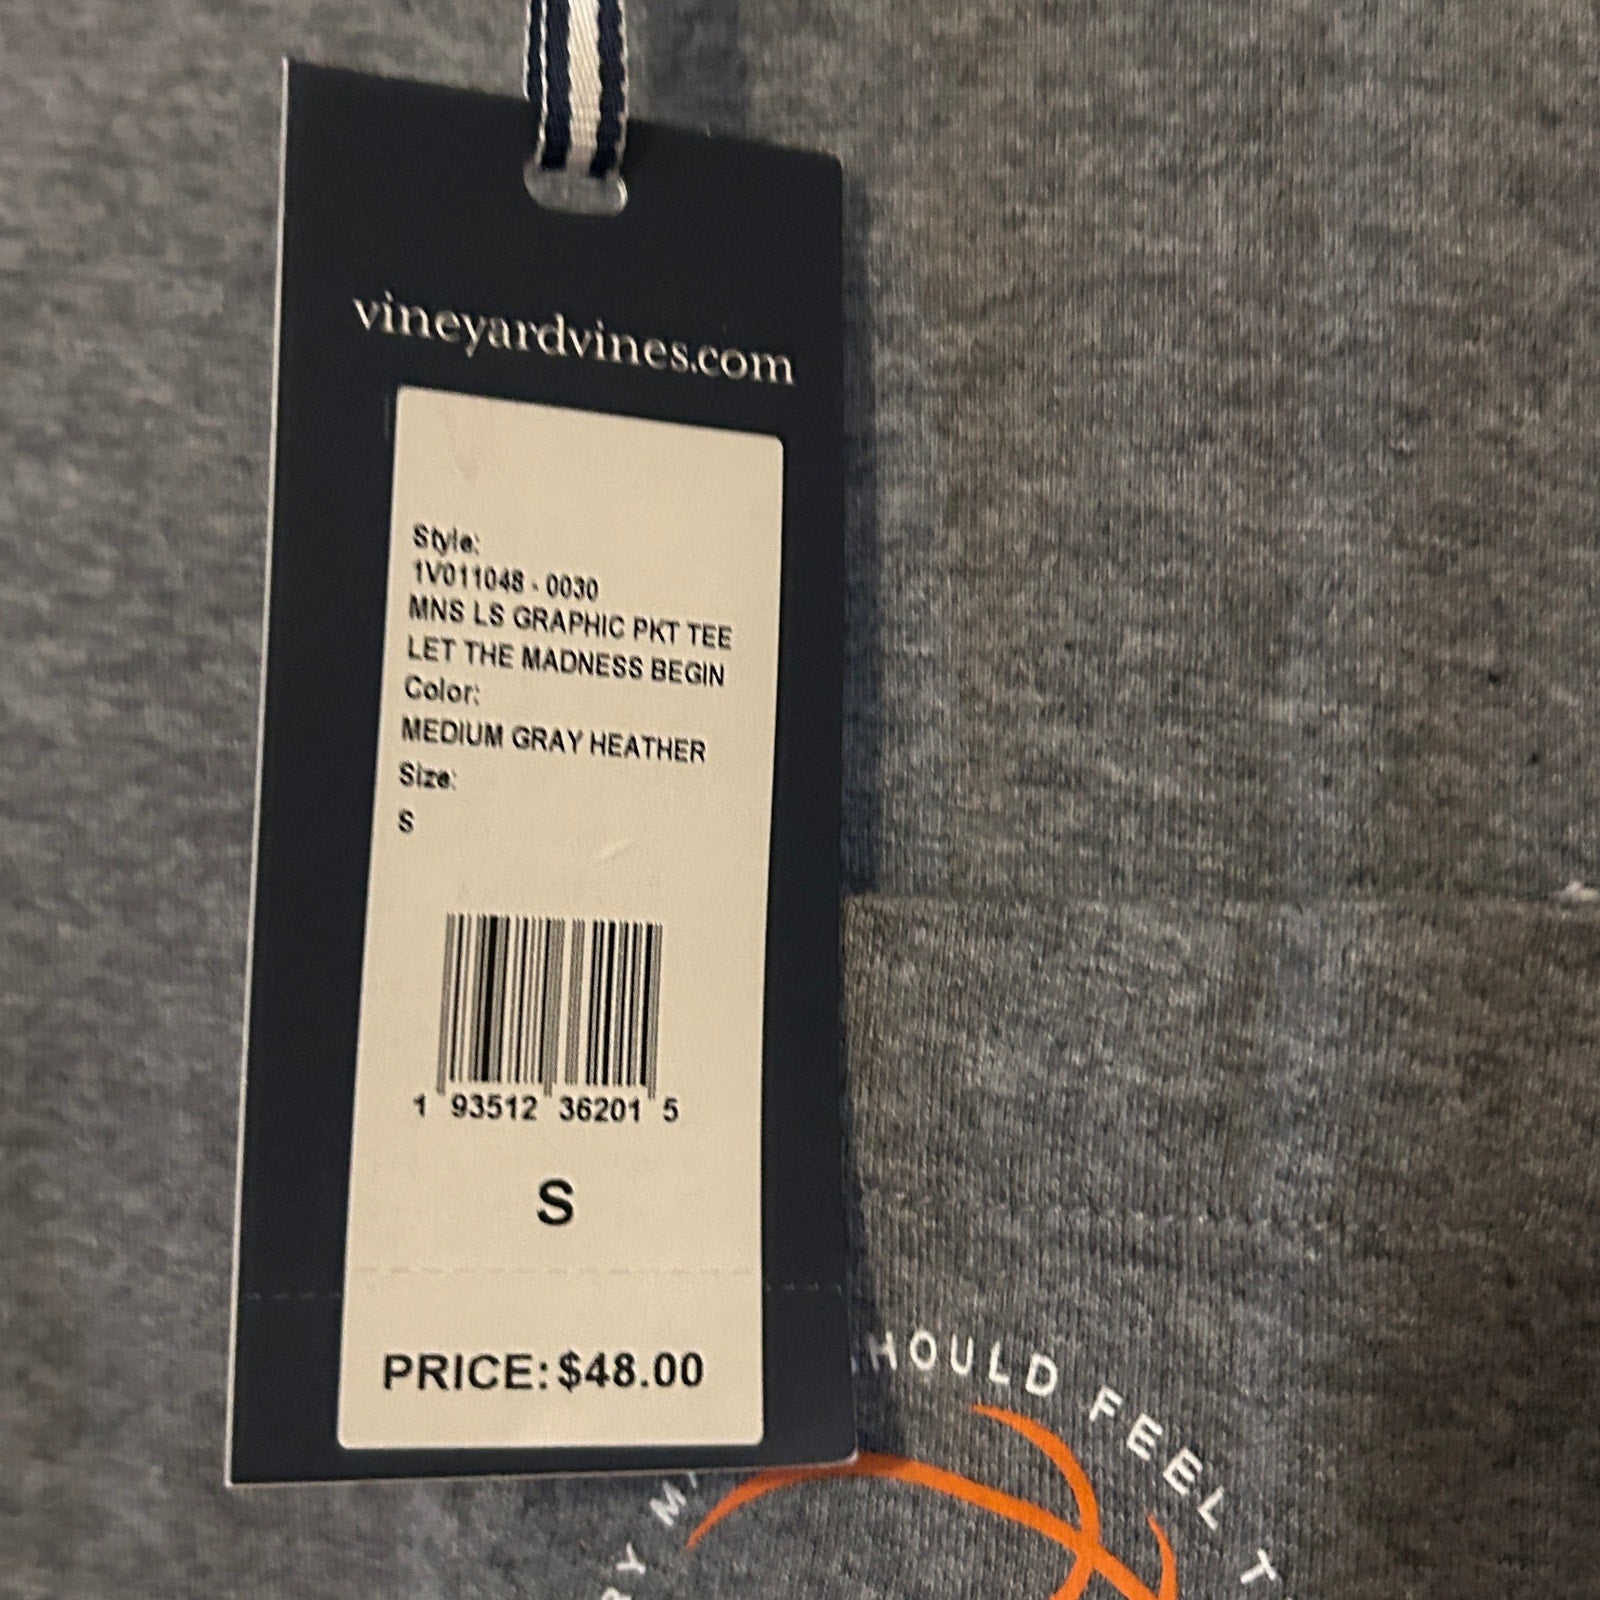 vineyardvines.com
Style:
1V011048 - 0030
MNS LS GRAPHIC PKT TEE
LET THE MADNESS BEGIN
Color:
MEDIUM GRAY HEATHER
Size:
S
1 93512 36201 5
S
PRICE: $48.00
HOULD FEEL T
RY M